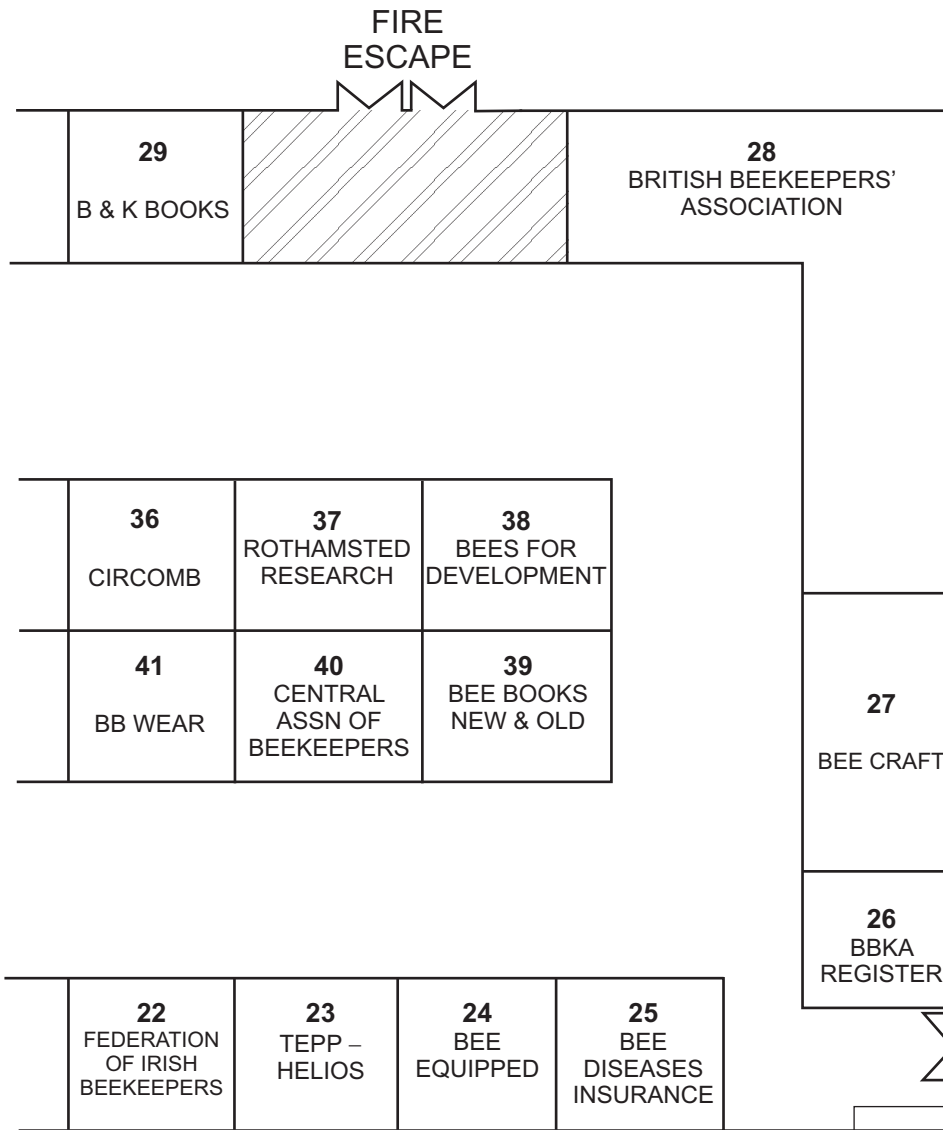 FIRE
ESCAPE
29
B & K BOOKS
28
BRITISH BEEKEEPERS’
ASSOCIATION
36
CIRCOMB
37
ROTHAMSTED
RESEARCH
38
BEES FOR
DEVELOPMENT
41
BB WEAR
40
CENTRAL
ASSN OF
BEEKEEPERS
39
BEE BOOKS
NEW & OLD
27
BEE CRAFT
26
BBKA
REGISTER
22
FEDERATION
OF IRISH
BEEKEEPERS
23
TEPP –
HELIOS
24
BEE
EQUIPPED
25
BEE
DISEASES
INSURANCE